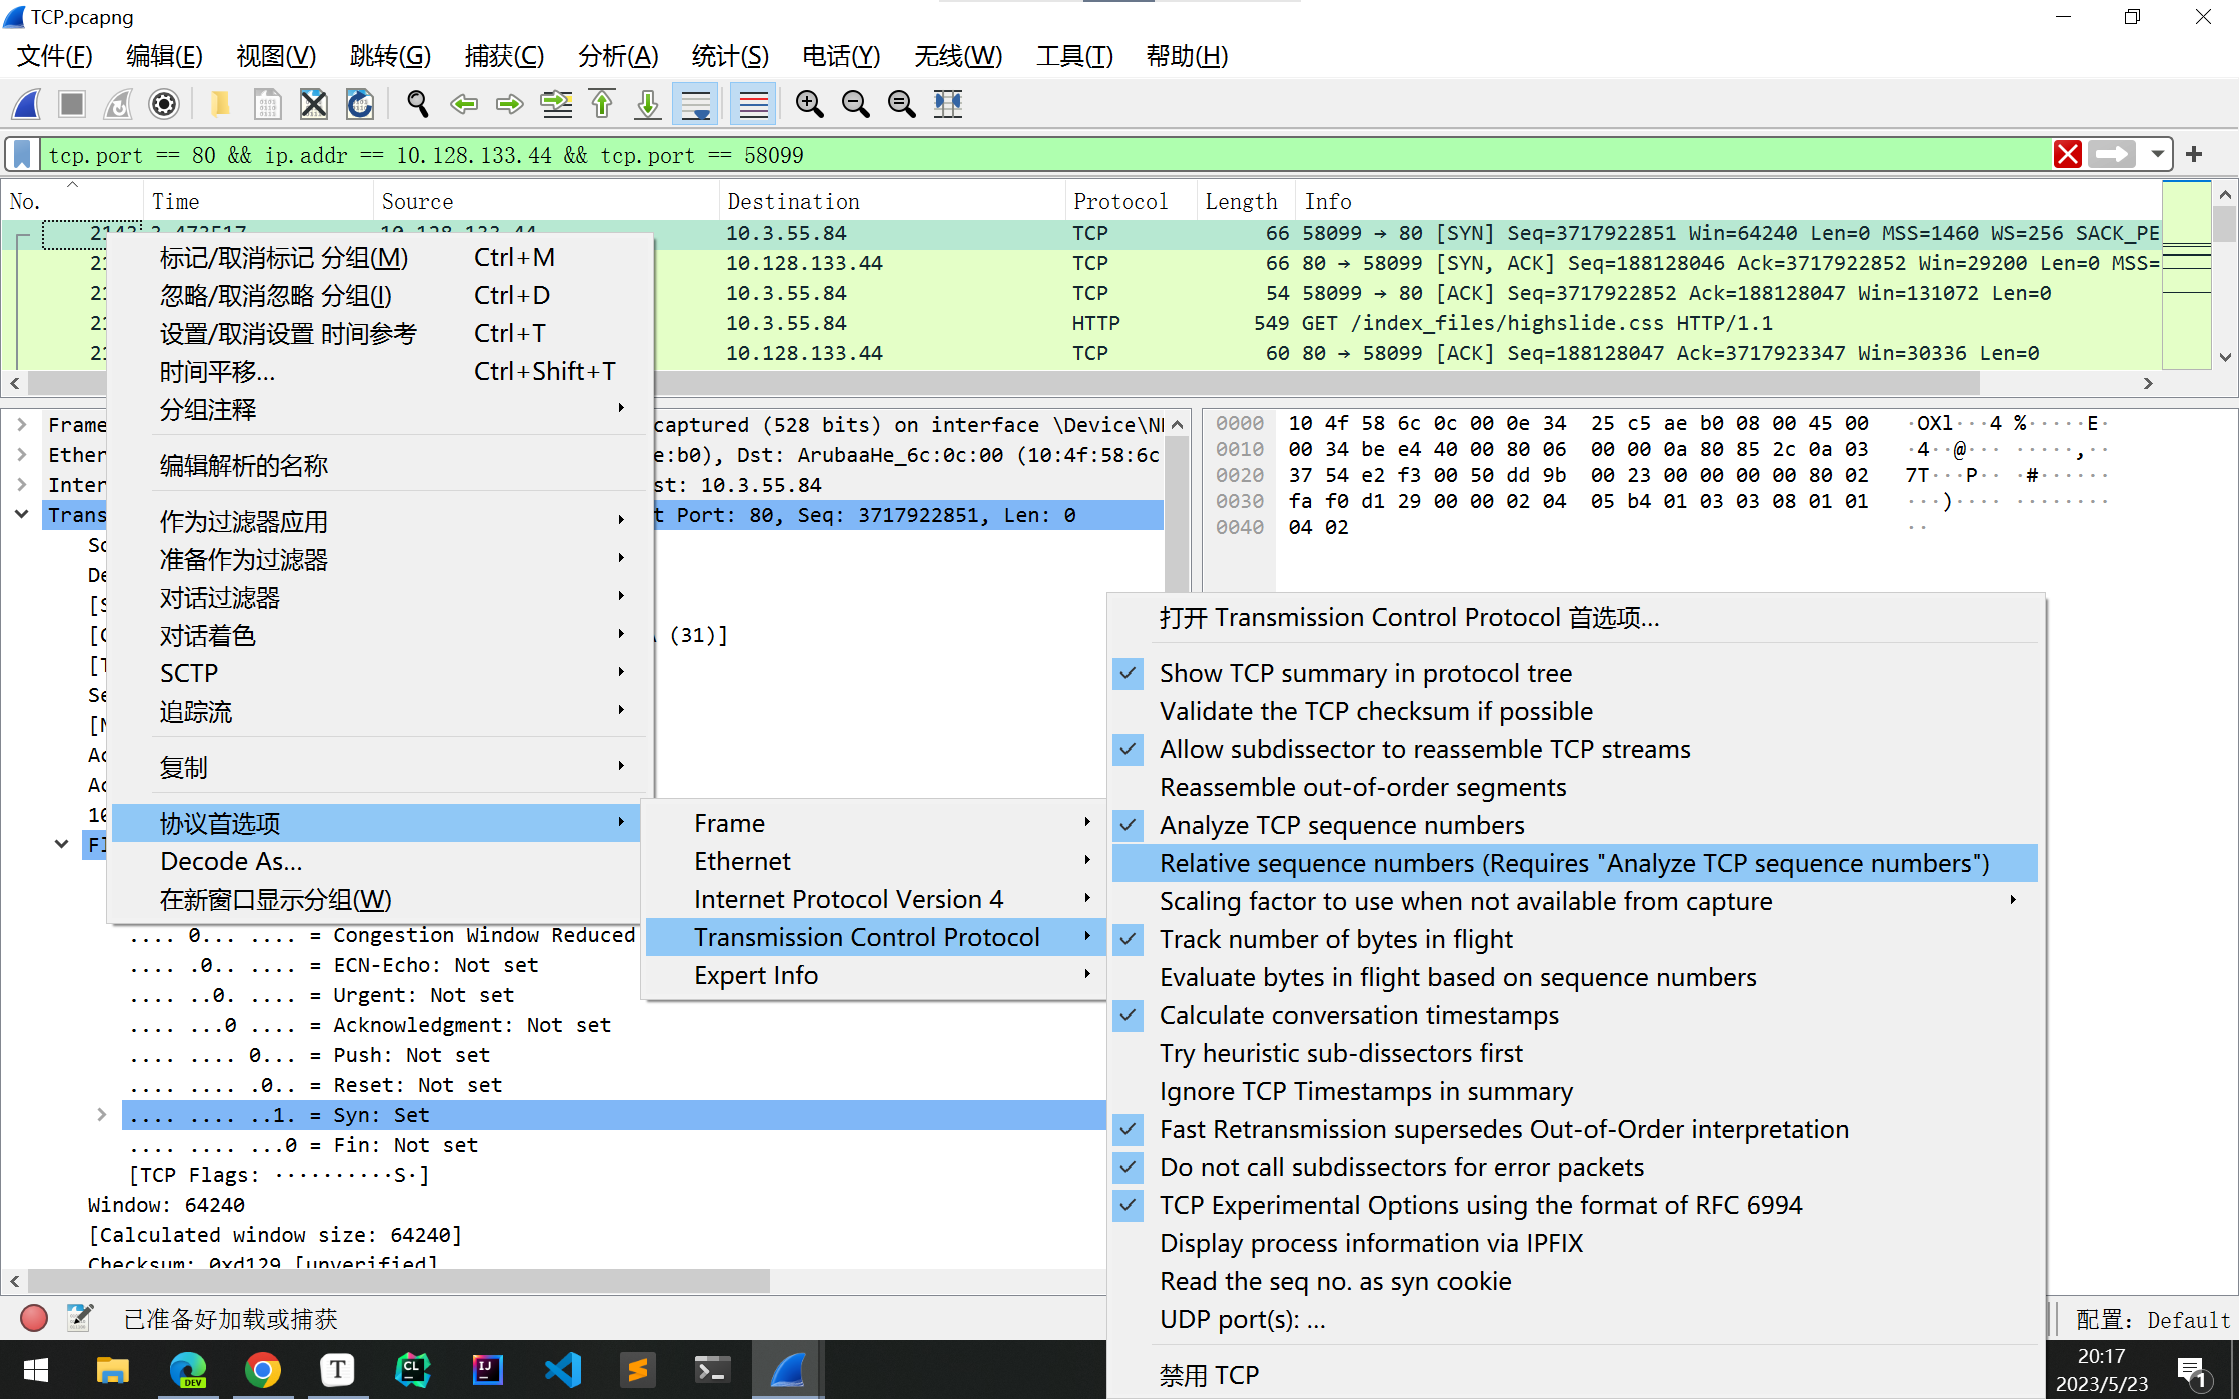 TCP.pcapng
文件(F) 编辑(E) 视图(V) 跳转(G) 捕获(C) 分析(A) 统计(S) 电话(Y) 无线(W) 工具(T) 帮助(H)
tcp.port == 80 && ip.addr == 10.128.133.44 && tcp.port == 58099
No. Time Source Destination Protocol Length Info
10.3.55.84 TCP 66 58099 → 80 [SYN] Seq=3717922851 Win=64240 Len=0 MSS=1460 WS=256 SACK_PE
10.128.133.44 TCP 66 80 → 58099 [SYN, ACK] Seq=188128046 Ack=3717922852 Win=29200 Len=0 MSS=
10.3.55.84 TCP 54 58099 → 80 [ACK] Seq=3717922852 Ack=188128047 Win=131072 Len=0
10.3.55.84 HTTP 549 GET /index_files/highslide.css HTTP/1.1
10.128.133.44 TCP 60 80 → 58099 [ACK] Seq=188128047 Ack=3717923347 Win=30336 Len=0
标记/取消标记 分组(M) Ctrl+M
忽略/取消忽略 分组(I) Ctrl+D
设置/取消设置 时间参考 Ctrl+T
时间平移... Ctrl+Shift+T
分组注释
编辑解析的名称
作为过滤器应用
准备作为过滤器
对话过滤器
对话着色
SCTP
追踪流
复制
协议首选项
Decode As...
在新窗口显示分组(W)
Frame captured (528 bits) on interface \Device\N
Ether e:b0), Dst: ArubaaHe_6c:0c:00 (10:4f:58:6c
Inter st: 10.3.55.84
Trans t Port: 80, Seq: 3717922851, Len: 0
(31)]
.... 0... .... = Congestion Window Reduced
.... .0.. .... = ECN-Echo: Not set
.... ..0. .... = Urgent: Not set
.... ...0 .... = Acknowledgment: Not set
.... .... 0... = Push: Not set
.... .... .0.. = Reset: Not set
.... .... ..1. = Syn: Set
.... .... ...0 = Fin: Not set
[TCP Flags: ··········S·]
Window: 64240
[Calculated window size: 64240]
Checksum: 0xd129 [unverified]
0000 10 4f 58 6c 0c 00 0e 34 25 c5 ae b0 08 00 45 00 ·OXl···4 %·····E·
0010 00 34 be e4 40 00 80 06 00 00 0a 80 85 2c 0a 03 ·4··@··· ·····,··
0020 37 54 e2 f3 00 50 dd 9b 00 23 00 00 00 00 80 02 7T···P·· ·#······
0030 fa f0 d1 29 00 00 02 04 05 b4 01 03 03 08 01 01 ···)···· ········
0040 04 02 ··
Frame
Ethernet
Internet Protocol Version 4
Transmission Control Protocol
Expert Info
打开 Transmission Control Protocol 首选项...
Show TCP summary in protocol tree
Validate the TCP checksum if possible
Allow subdissector to reassemble TCP streams
Reassemble out-of-order segments
Analyze TCP sequence numbers
Relative sequence numbers (Requires "Analyze TCP sequence numbers")
Scaling factor to use when not available from capture
Track number of bytes in flight
Evaluate bytes in flight based on sequence numbers
Calculate conversation timestamps
Try heuristic sub-dissectors first
Ignore TCP Timestamps in summary
Fast Retransmission supersedes Out-of-Order interpretation
Do not call subdissectors for error packets
TCP Experimental Options using the format of RFC 6994
Display process information via IPFIX
Read the seq no. as syn cookie
UDP port(s): ...
禁用 TCP
已准备好加载或捕获
配置: Default
DEV T CL IJ
20:17
2023/5/23
1